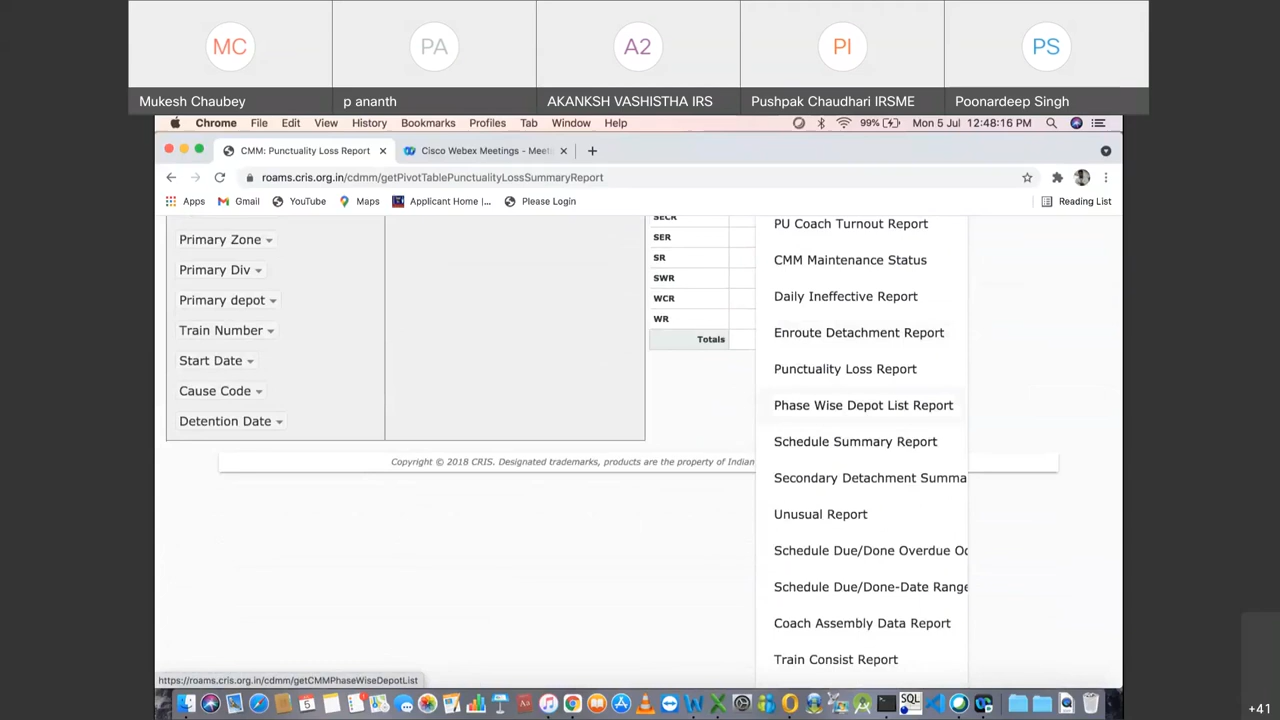 MC
PA
A2
PI
PS
Mukesh Chaubey
p ananth
AKANKSH VASHISTHA IRS
Pushpak Chaudhari IRSME
Poonardeep Singh
Chrome File Edit View History Bookmarks Profiles Tab Window Help
99% Mon 5 Jul 12:48:16 PM
CMM: Punctuality Loss Report
Cisco Webex Meetings - Meet
roams.cris.org.in/cdmm/getPivotTablePunctualityLossSummaryReport
Apps Gmail YouTube Maps Applicant Home |... Please Login Reading List
Primary Zone
Primary Div
Primary depot
Train Number
Start Date
Cause Code
Detention Date
SECR
SER
SR
SWR
WCR
WR
Totals
PU Coach Turnout Report
CMM Maintenance Status
Daily Ineffective Report
Enroute Detachment Report
Punctuality Loss Report
Phase Wise Depot List Report
Schedule Summary Report
Secondary Detachment Summa
Unusual Report
Schedule Due/Done Overdue Oc
Schedule Due/Done-Date Range
Coach Assembly Data Report
Train Consist Report
Copyright © 2018 CRIS. Designated trademarks, products are the property of Indian
https://roams.cris.org.in/cdmm/getCMMPhaseWiseDepotList
SQL
+41